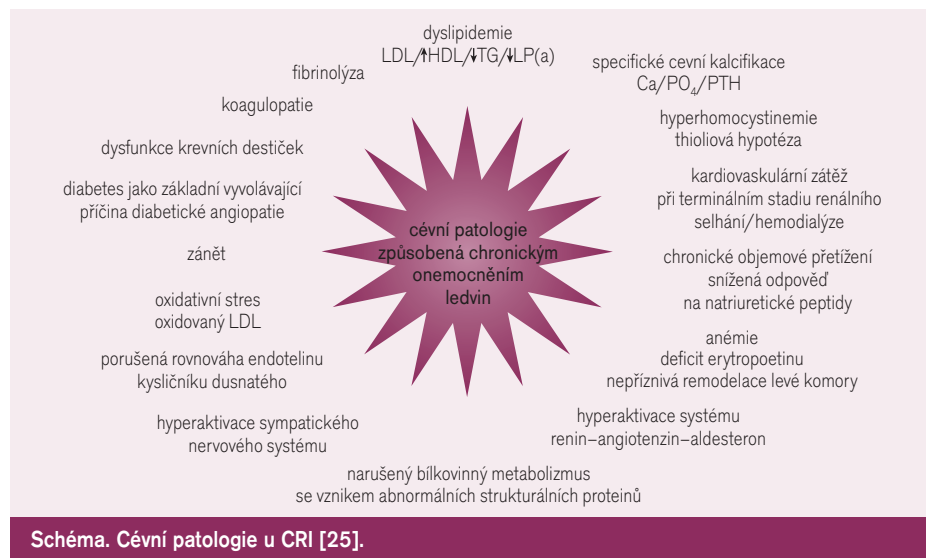 dyslipidemie
LDL/↑HDL/↓TG/↓LP(a)
fibrinolýza
koagulopatie
dysfunkce krevních destiček
diabetes jako základní vyvolávající
příčina diabetické angiopatie
zánět
oxidativní stres
oxidovaný LDL
porušená rovnováha endotelinu
kysličníku dusnatého
hyperaktivace sympatického
nervového systému
narušený bílkovinný metabolizmus
se vznikem abnormálních strukturálních proteinů
specifické cevní kalcifikace
Ca/PO₄/PTH
hyperhomocystinemie
thioliová hypotéza
kardiovaskulární zátěž
při terminálním stadiu renálního
selhání/hemodialýze
chronické objemové přetížení
snížená odpověď
na natriuretické peptidy
anémie
deficit erytropoetinu
nepříznivá remodelace levé komory
hyperaktivace systému
renin–angiotenzin–aldesteron
cévní patologie
způsobená chronickým
onemocněním
ledvin
Schéma. Cévní patologie u CRI [25].